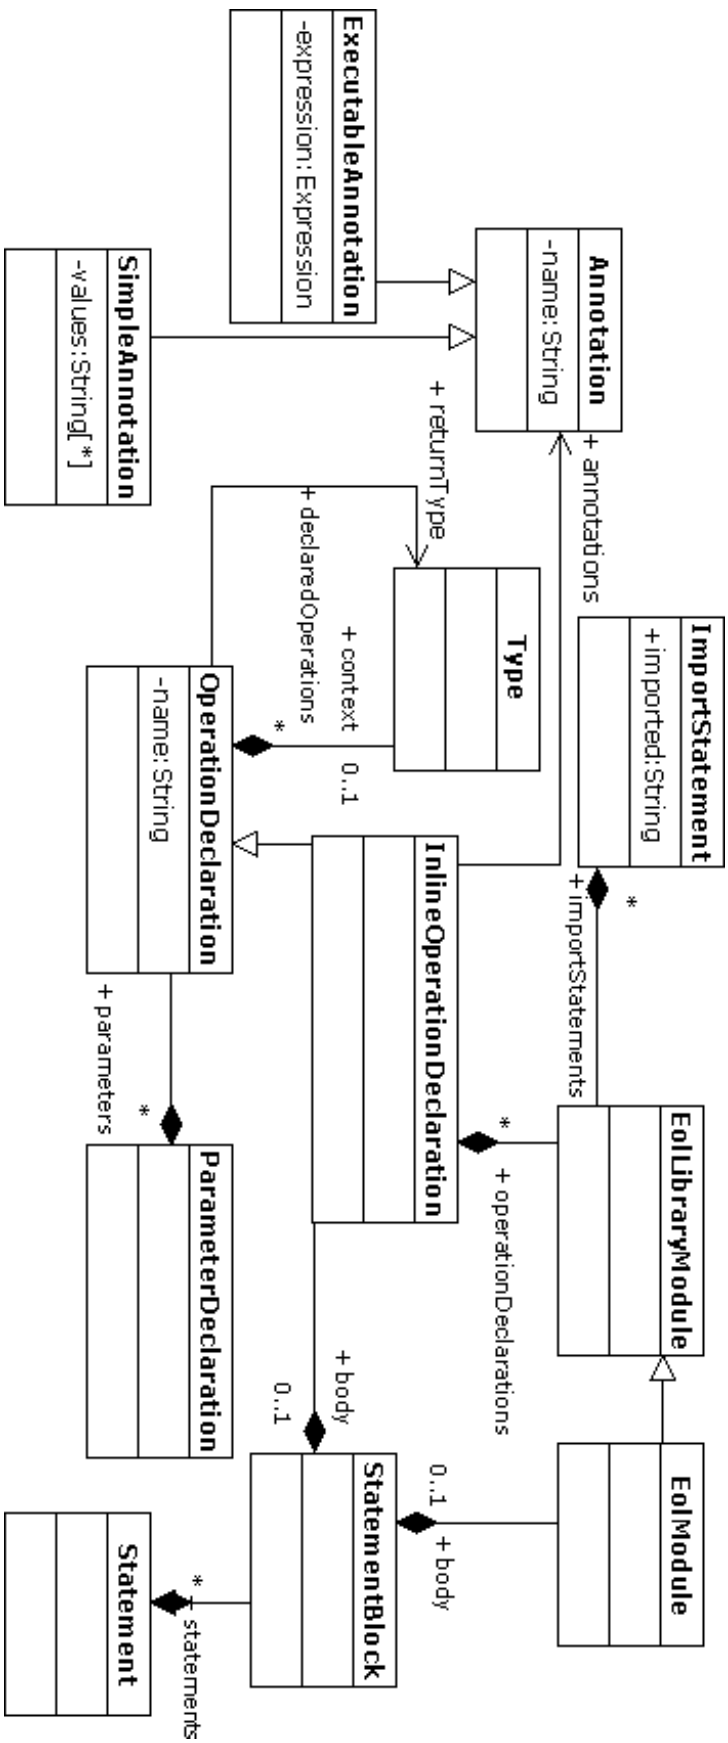 ImportStatement
+imported:String
*
+ importStatements
EolLibraryModule
EolModule
Annotation
-name:String
+ annotations
*
+ operationDeclarations
0..1
+ body
ExecutableAnnotation
-expression:Expression
+ returnType
Type
InlineOperationDeclaration
+ context
0..1
+ declaredOperations
*
+ body
0..1
StatementBlock
SimpleAnnotation
-values:String[*]
OperationDeclaration
-name:String
+ parameters
*
ParameterDeclaration
*
+ statements
Statement